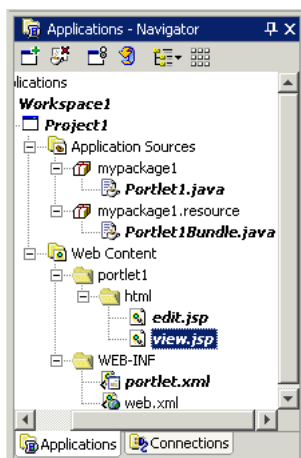 Applications - Navigator
lications
Workspace1
Project1
Application Sources
mypackage1
Portlet1.java
mypackage1.resource
Portlet1Bundle.java
Web Content
portlet1
html
edit.jsp
view.jsp
WEB-INF
portlet.xml
web.xml
Applications Connections